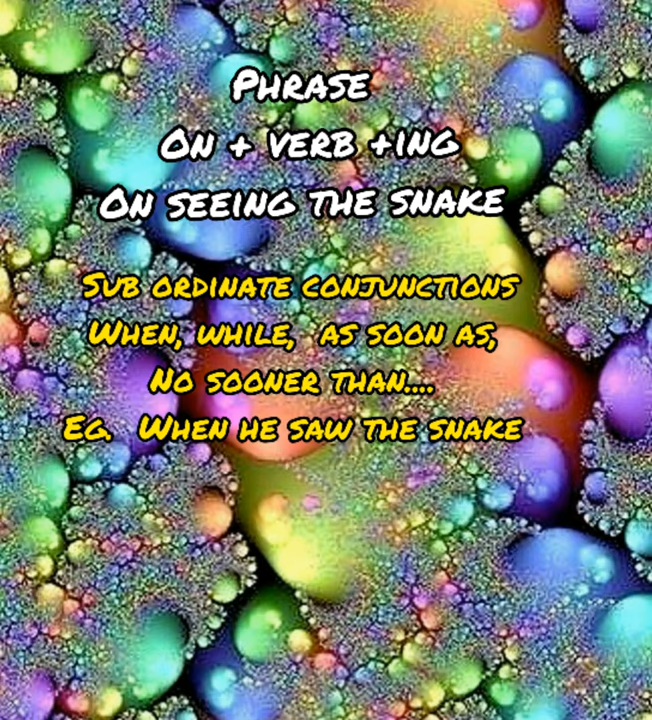 Phrase
On + verb +ing
On seeing the snake
Sub ordinate conjunctions
When, while, as soon as,
No sooner than....
Eg. When he saw the snake